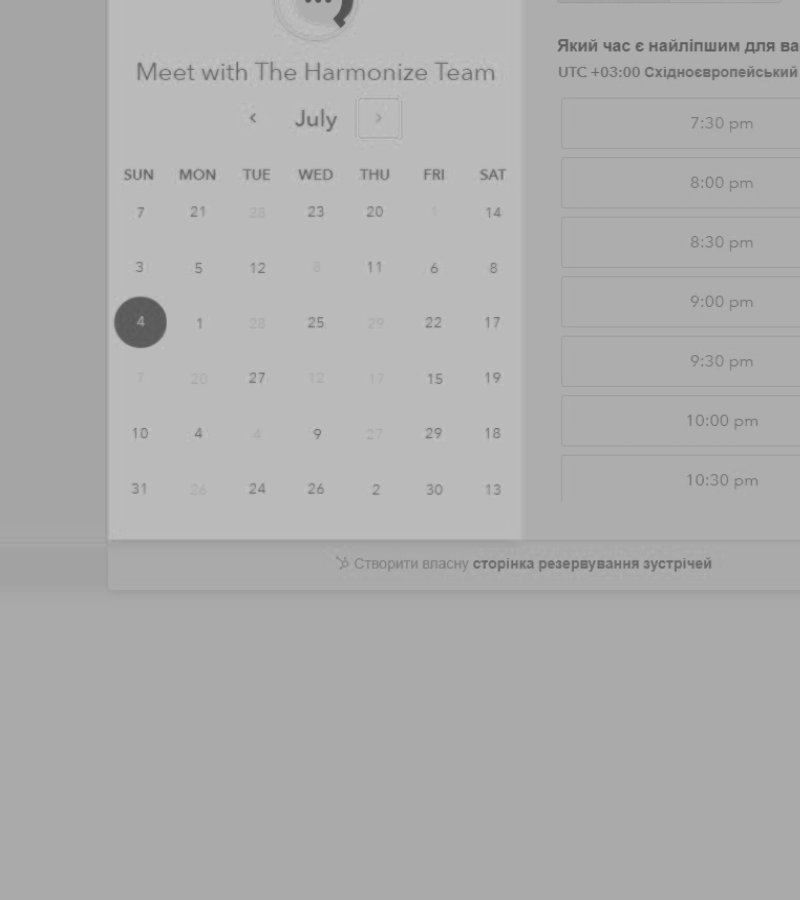 Meet with The Harmonize Team
July
SUN MON TUE WED THU FRI SAT
7 21 28 23 20 1 14
3 5 12 8 11 6 8
4 1 28 25 29 22 17
7 20 27 12 17 15 19
10 4 4 9 27 29 18
31 26 24 26 2 30 13
Який час є найліпшим для ва
UTC +03:00 Східноєвропейський
7:30 pm
8:00 pm
8:30 pm
9:00 pm
9:30 pm
10:00 pm
10:30 pm
Створити власну сторінка резервування зустрічей